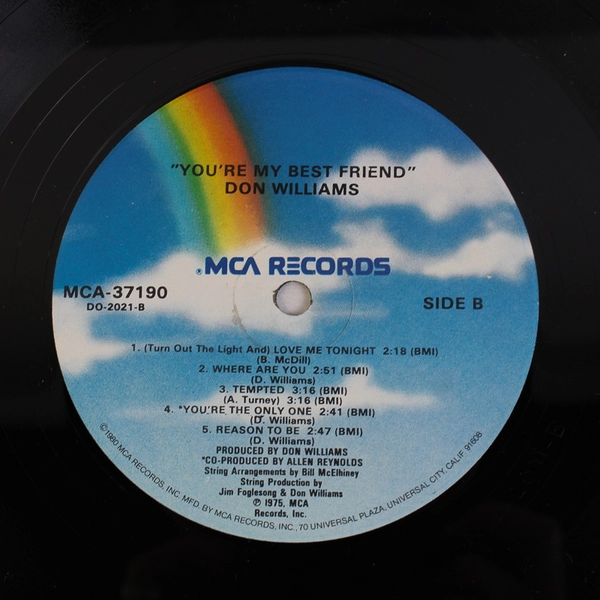 "YOU'RE MY BEST FRIEND"
DON WILLIAMS
®MCA RECORDS
MCA-37190
DO-2021-B
SIDE B
1. (Turn Out The Light And) LOVE ME TONIGHT 2:18 (BMI)
(B. McDill)
2. WHERE ARE YOU 2:51 (BMI)
(D. Williams)
3. TEMPTED 3:16 (BMI)
(A. Turney) 3:16 (BMI)
4. *YOU'RE THE ONLY ONE 2:41 (BMI)
(D. Williams)
5. REASON TO BE 2:47 (BMI)
(D. Williams)
PRODUCED BY DON WILLIAMS
*CO-PRODUCED BY ALLEN REYNOLDS
String Arrangements by Bill McElhiney
String Production by
Jim Foglesong & Don Williams
℗ 1975, MCA
Records, Inc.
©1980 MCA RECORDS, INC. MFD. BY MCA RECORDS, INC., 70 UNIVERSAL PLAZA, UNIVERSAL CITY, CALIF. 91608